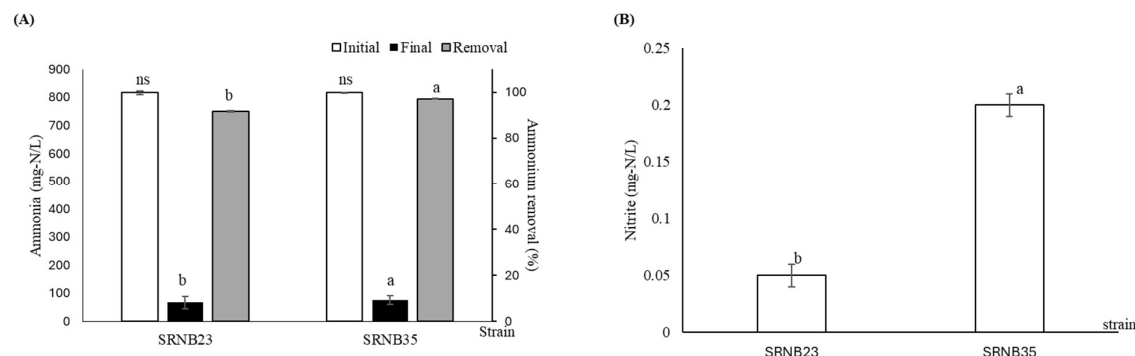 (A)
Initial Final Removal
900
800
700
600
500
400
300
200
100
0
Ammonia (mg-N/L)
ns
b
b
ns
a
a
100
80
60
40
20
0
Ammonium removal (%)
SRNB23
SRNB35
Strain
(B)
0.25
0.2
0.15
0.1
0.05
0
Nitrite (mg-N/L)
b
a
SRNB23
SRNB35
strain